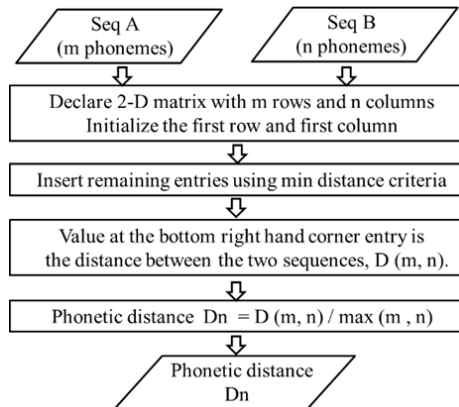 Seq A
(m phonemes)
Seq B
(n phonemes)
Declare 2-D matrix with m rows and n columns
Initialize the first row and first column
Insert remaining entries using min distance criteria
Value at the bottom right hand corner entry is
the distance between the two sequences, D (m, n).
Phonetic distance Dn = D (m, n) / max (m , n)
Phonetic distance
Dn